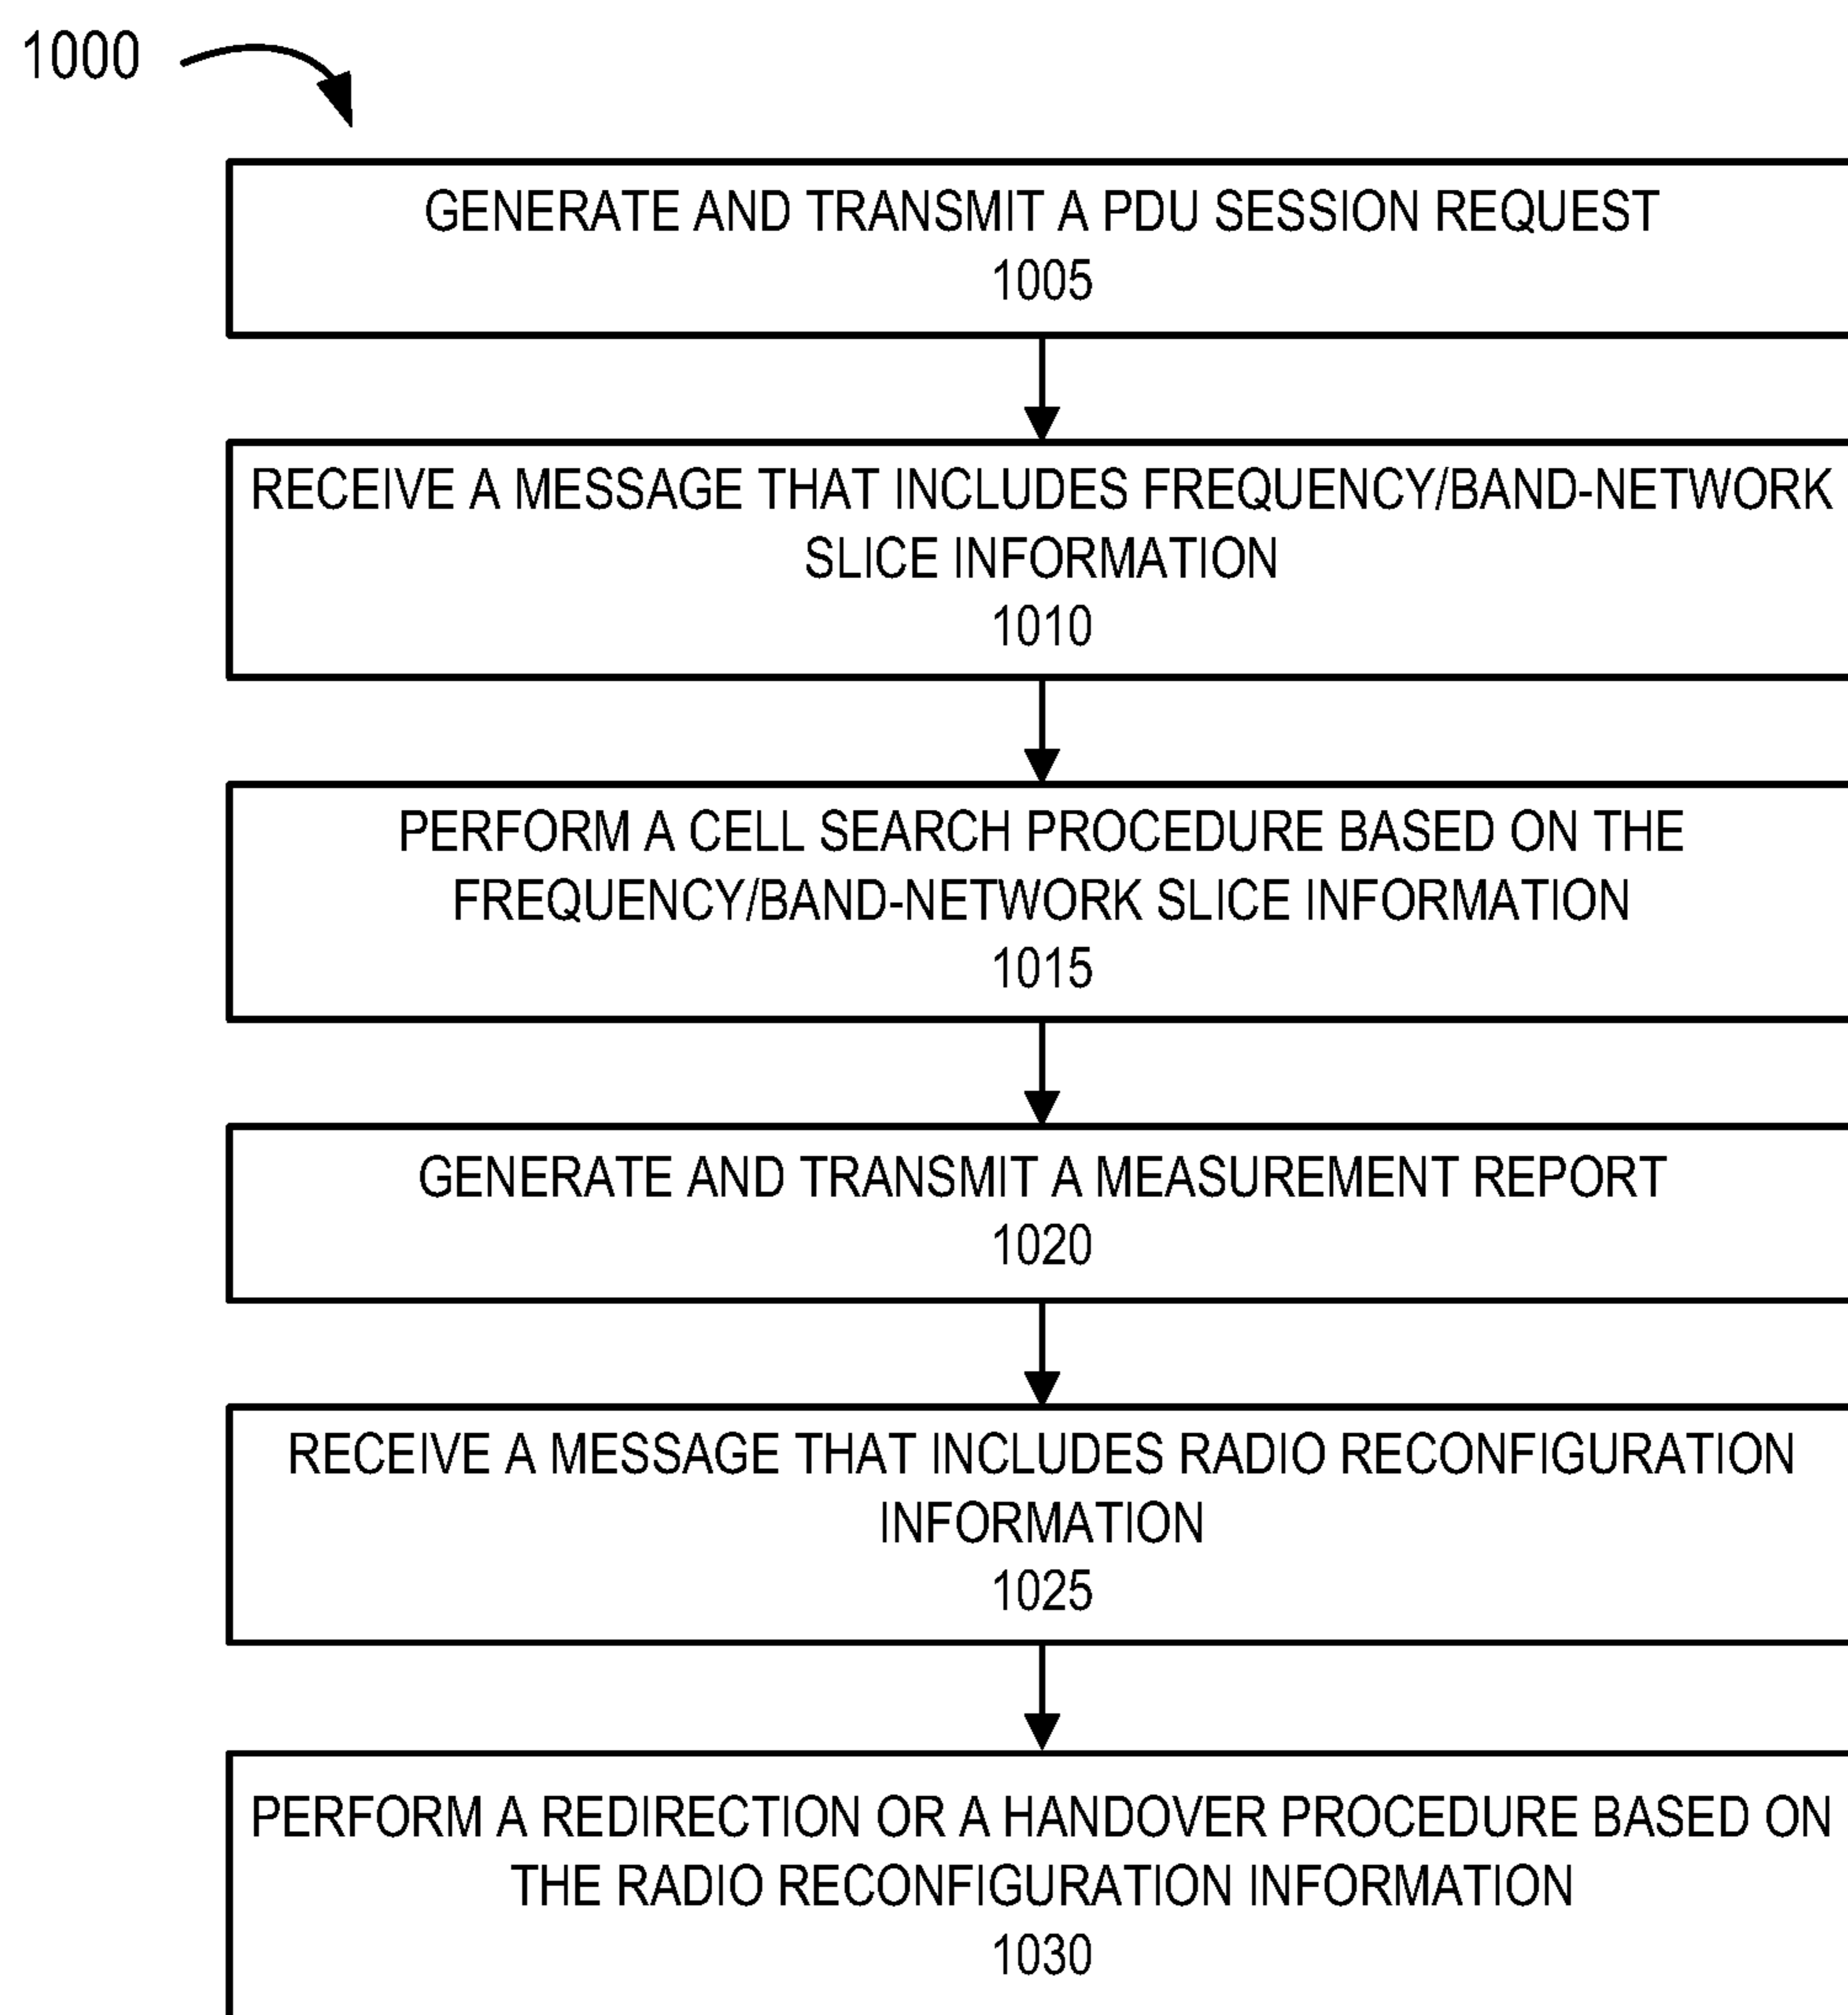 1000
GENERATE AND TRANSMIT A PDU SESSION REQUEST
1005
RECEIVE A MESSAGE THAT INCLUDES FREQUENCY/BAND-NETWORK
SLICE INFORMATION
1010
PERFORM A CELL SEARCH PROCEDURE BASED ON THE
FREQUENCY/BAND-NETWORK SLICE INFORMATION
1015
GENERATE AND TRANSMIT A MEASUREMENT REPORT
1020
RECEIVE A MESSAGE THAT INCLUDES RADIO RECONFIGURATION
INFORMATION
1025
PERFORM A REDIRECTION OR A HANDOVER PROCEDURE BASED ON
THE RADIO RECONFIGURATION INFORMATION
1030